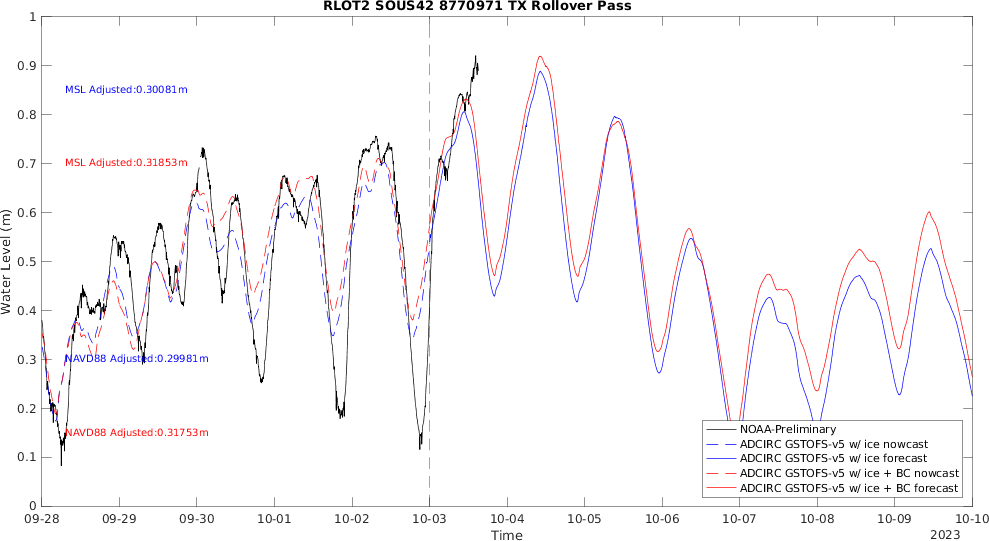 RLOT2 SOUS42 8770971 TX Rollover Pass
1
0.9
0.8
0.7
0.6
0.5
0.4
0.3
0.2
0.1
0
Water Level (m)
MSL Adjusted:0.30081m
MSL Adjusted:0.31853m
NAVD88 Adjusted:0.29981m
NAVD88 Adjusted:0.31753m
NOAA-Preliminary
ADCIRC GSTOFS-v5 w/ ice nowcast
ADCIRC GSTOFS-v5 w/ ice forecast
ADCIRC GSTOFS-v5 w/ ice + BC nowcast
ADCIRC GSTOFS-v5 w/ ice + BC forecast
09-28 09-29 09-30 10-01 10-02 10-03 10-04 10-05 10-06 10-07 10-08 10-09 10-10
Time
2023